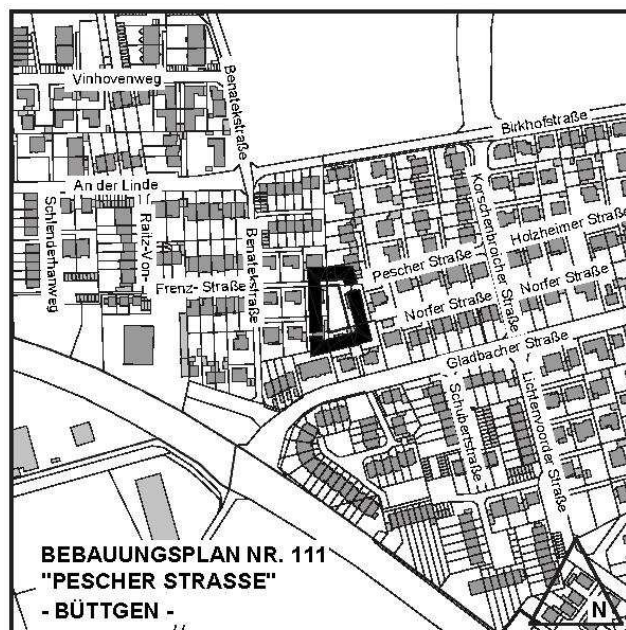 Vinhovenweg
Benatekstraße
Birkhofstraße
An der Linde
Schlenderhanweg
Raitz-Von-
Frenz- Straße
Benatekstraße
Korschenbroicher Straße
Holzheimer Straße
Pescher Straße
Norfer Straße
Norfer Straße
Gladbacher Straße
Schubertstraße
Lichtenvoorder Straße
BEBAUUNGSPLAN NR. 111
"PESCHER STRASSE"
- BÜTTGEN -
N